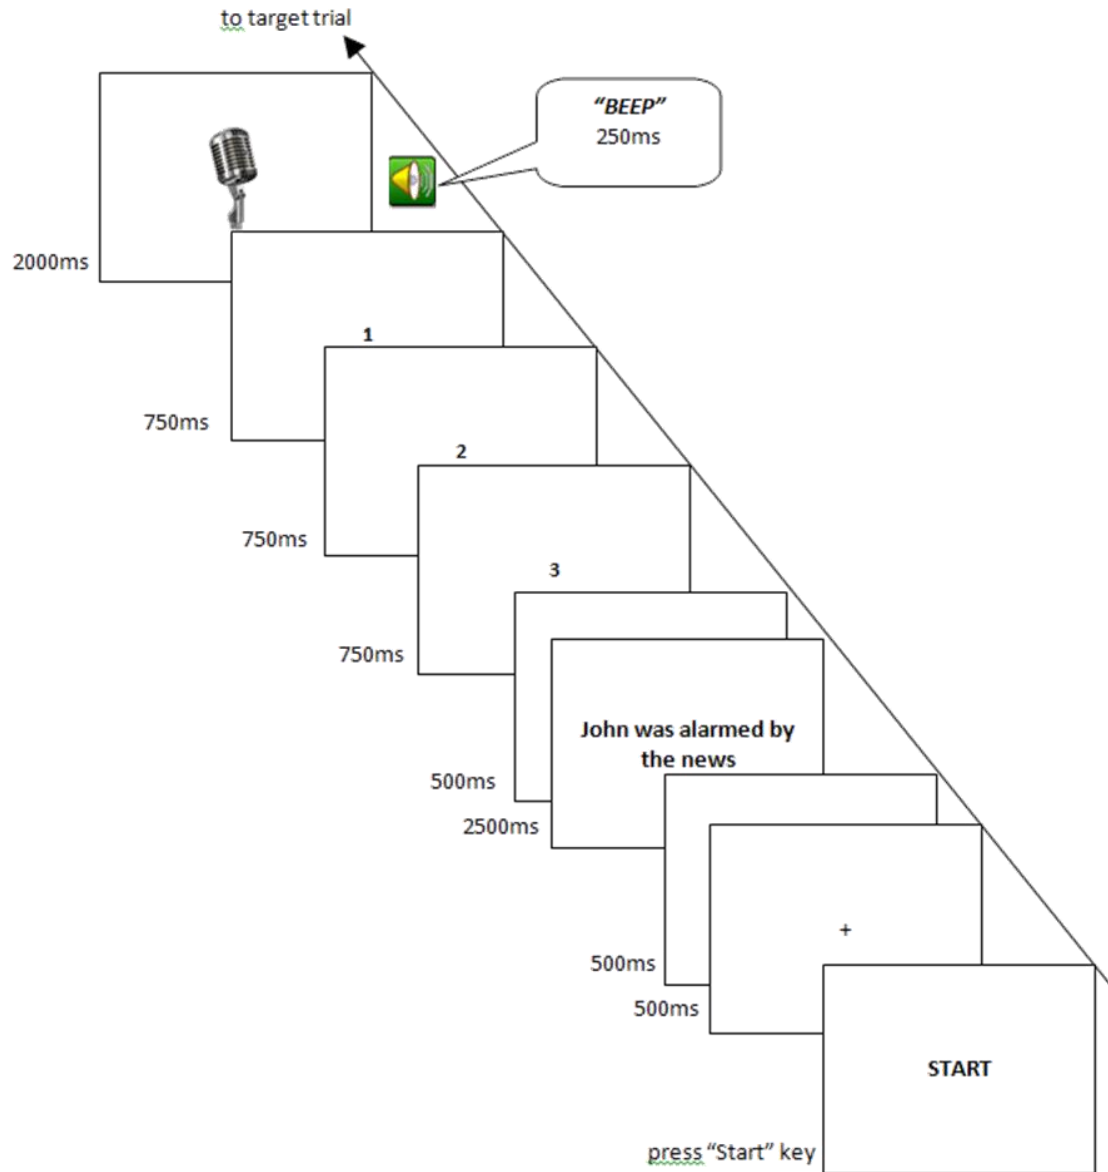 to target trial
“BEEP”
250ms
2000ms
1
750ms
2
750ms
3
750ms
John was alarmed by
the news
500ms
2500ms
+
500ms
500ms
START
press “Start” key